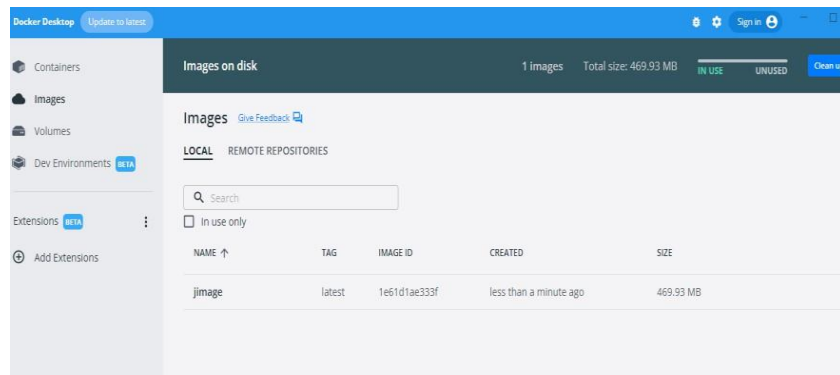 Docker Desktop Update to latest Sign in
Containers
Images
Volumes
Dev Environments BETA
Extensions BETA
Add Extensions
Images on disk 1 images Total size: 469.93 MB IN USE UNUSED Clean u
Images Give Feedback
LOCAL REMOTE REPOSITORIES
Search
In use only
NAME TAG IMAGE ID CREATED SIZE
jimage latest 1e61d1ae333f less than a minute ago 469.93 MB